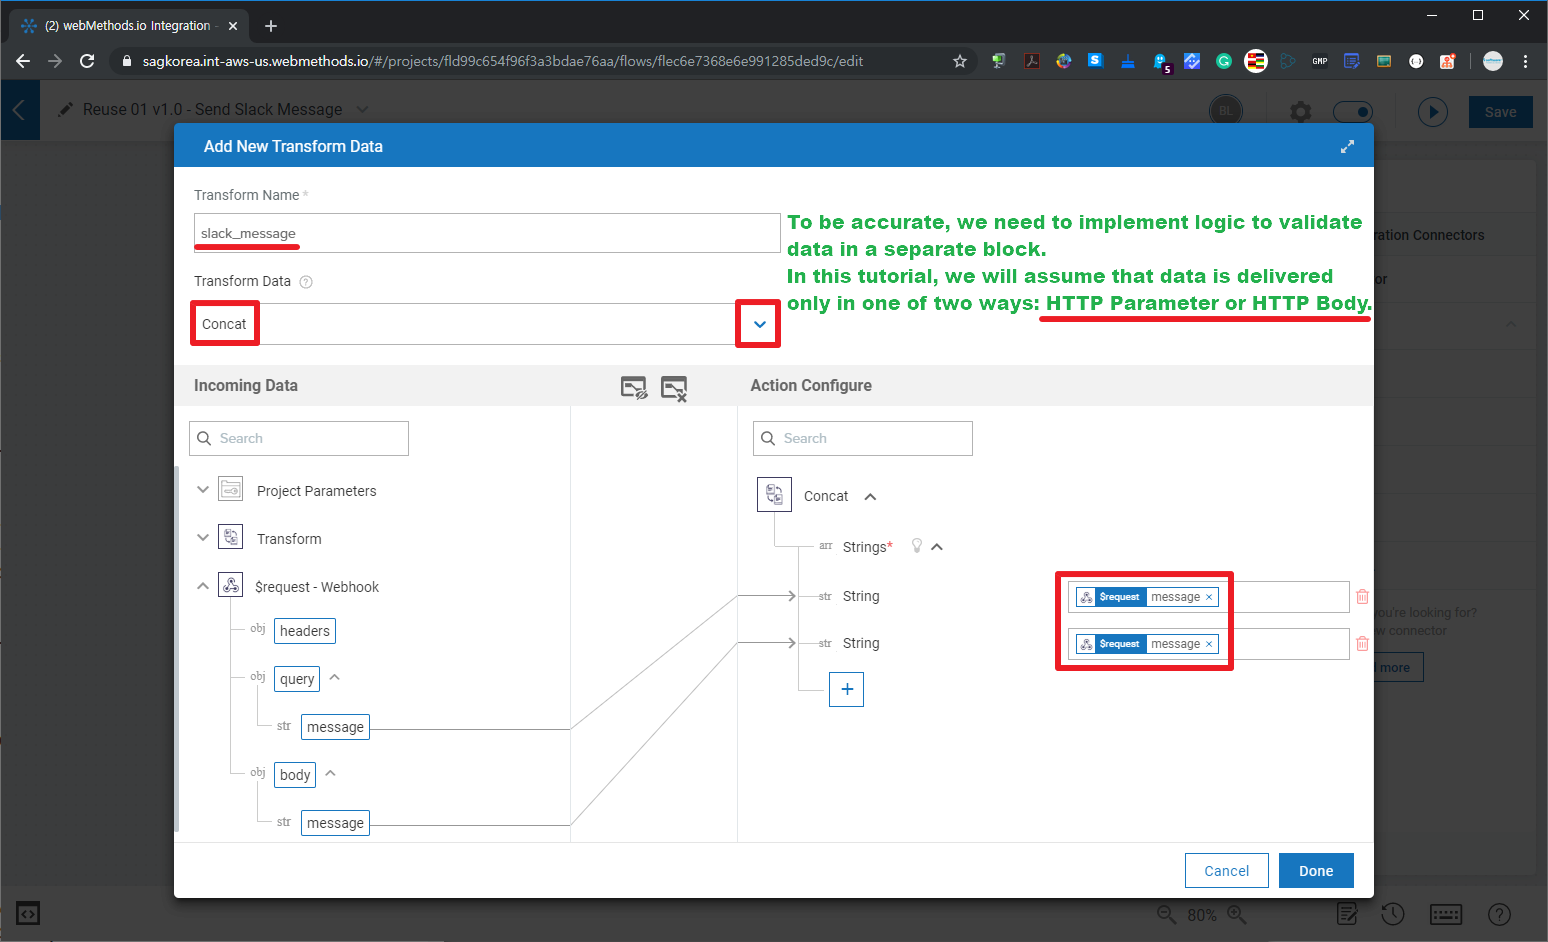 (2) webMethods.io Integration -
sagkorea.int-aws-us.webmethods.io/#/projects/fld99c654f96f3a3bdae76aa/flows/flec6e7368e6e991285ded9c/edit
5
GMP
Reuse 01 v1.0 - Send Slack Message
BL
Save
Add New Transform Data
Transform Name *
slack_message
To be accurate, we need to implement logic to validate
data in a separate block.
In this tutorial, we will assume that data is delivered
only in one of two ways: HTTP Parameter or HTTP Body.
ration Connectors
or
Transform Data ?
Concat
Incoming Data
Action Configure
Search
Search
Project Parameters
Concat
Transform
arr Strings*
$request - Webhook
str String
$request message ×
you're looking for?
ew connector
obj headers
str String
$request message ×
l more
obj query
+
str message
obj body
str message
Cancel
Done
80%
?